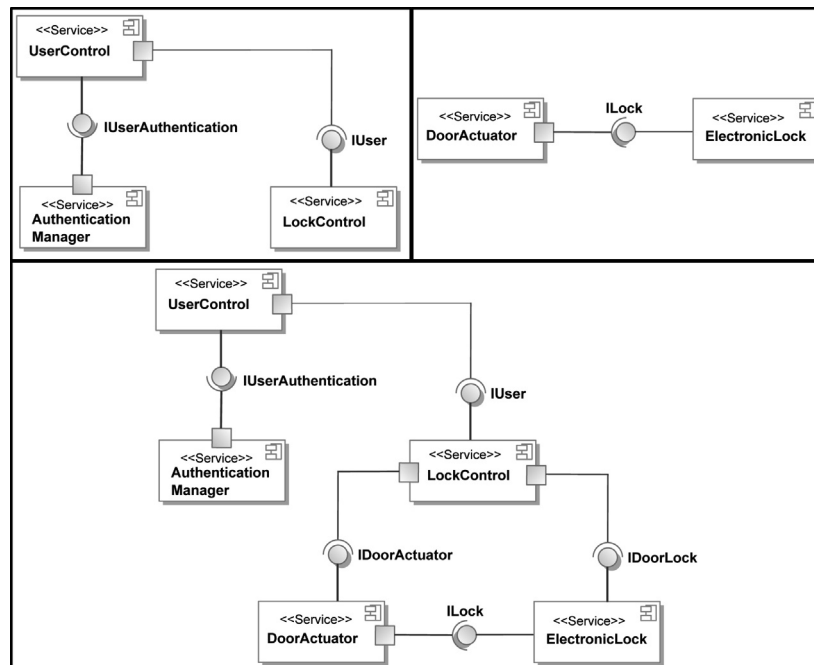 <<Service>>
UserControl
IUserAuthentication
IUser
<<Service>>
Authentication
Manager
<<Service>>
LockControl
<<Service>>
DoorActuator
ILock
<<Service>>
ElectronicLock
<<Service>>
UserControl
IUserAuthentication
IUser
<<Service>>
Authentication
Manager
<<Service>>
LockControl
IDoorActuator
IDoorLock
<<Service>>
DoorActuator
ILock
<<Service>>
ElectronicLock